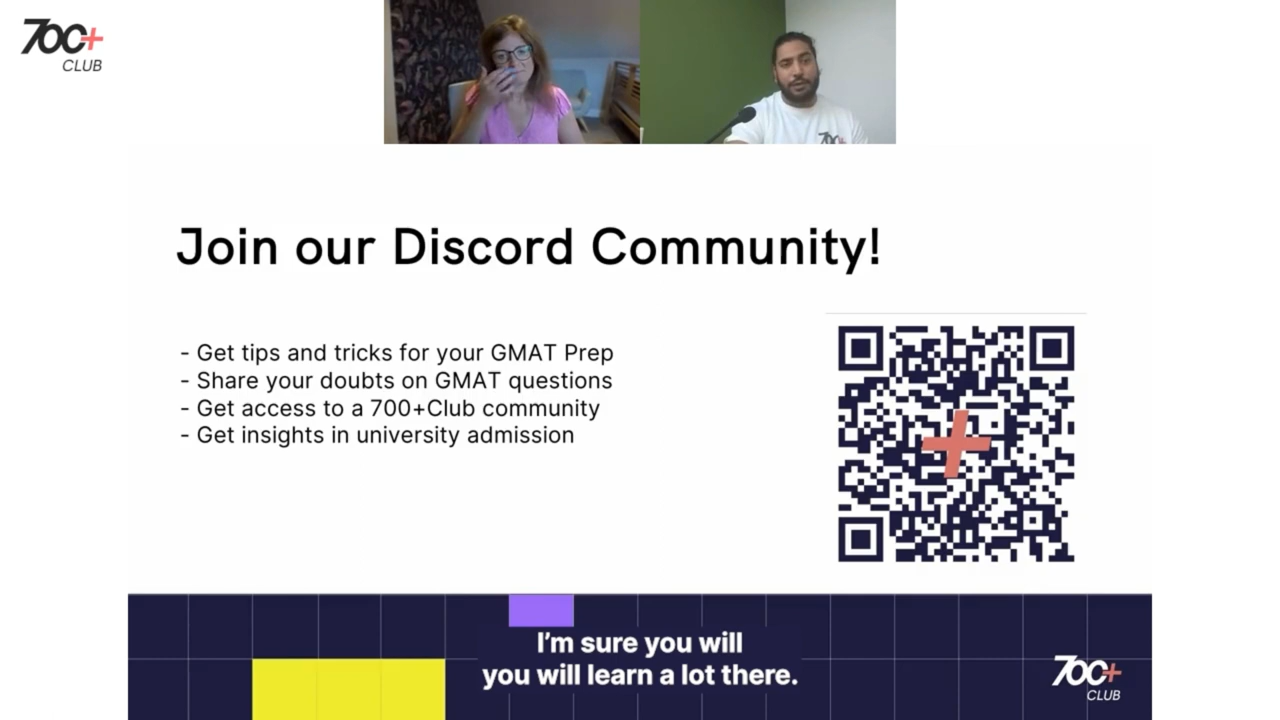 700+
CLUB
Join our Discord Community!
- Get tips and tricks for your GMAT Prep
- Share your doubts on GMAT questions
- Get access to a 700+Club community
- Get insights in university admission
I'm sure you will
you will learn a lot there.
700+
CLUB